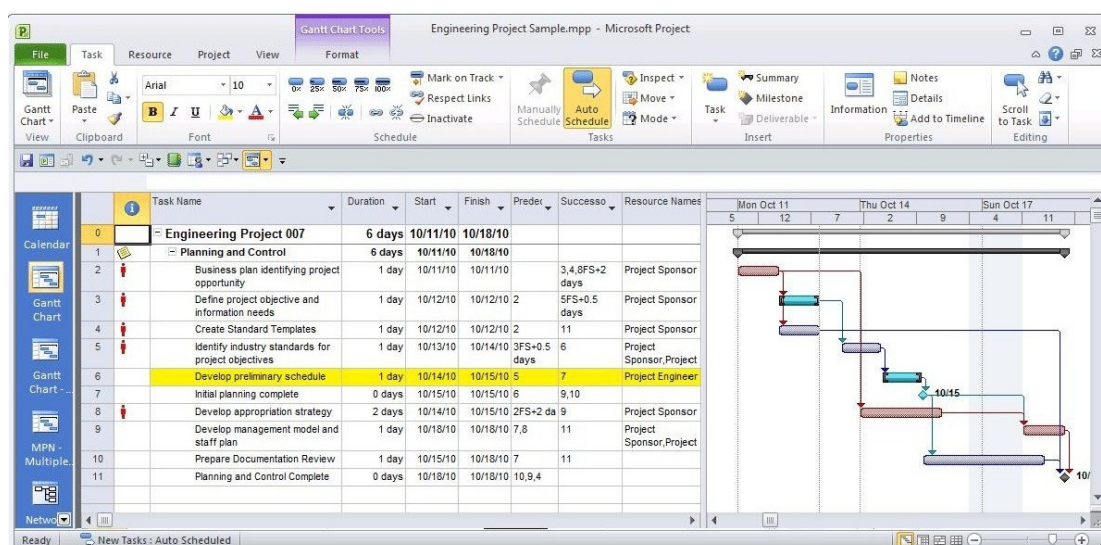 Gantt Chart Tools
Engineering Project Sample.mpp - Microsoft Project
File Task Resource Project View Format
Arial 10
0x 25x 50x 75x 100x
Mark on Track
Respect Links
Inactivate
B I U A
Gantt Chart
Paste
Manually Schedule
Auto Schedule
Inspect
Move
Mode
Task
Summary
Milestone
Deliverable
Information
Notes
Details
Add to Timeline
Scroll to Task
View Clipboard Font Schedule Tasks Insert Properties Editing
Calendar
Gantt Chart
Gantt Chart -
MPN - Multiple
Netwo
Task Name Duration Start Finish Predec Successo Resource Names
Mon Oct 11 Thu Oct 14 Sun Oct 17
5 12 7 2 9 4 11
0 Engineering Project 007 6 days 10/11/10 10/18/10
1 Planning and Control 6 days 10/11/10 10/18/10
2 Business plan identifying project opportunity 1 day 10/11/10 10/11/10 3,4,8FS+2 days Project Sponsor
3 Define project objective and information needs 1 day 10/12/10 10/12/10 2 5FS+0.5 days Project Sponsor
4 Create Standard Templates 1 day 10/12/10 10/12/10 2 11 Project Sponsor
5 Identify industry standards for project objectives 1 day 10/13/10 10/14/10 3FS+0.5 days 6 Project Sponsor,Project
6 Develop preliminary schedule 1 day 10/14/10 10/15/10 5 7 Project Engineer
7 Initial planning complete 0 days 10/15/10 10/15/10 6 9,10
10/15
8 Develop appropriation strategy 2 days 10/14/10 10/15/10 2FS+2 da 9 Project Sponsor
9 Develop management model and staff plan 1 day 10/18/10 10/18/10 7,8 11 Project Sponsor,Project
10 Prepare Documentation Review 1 day 10/15/10 10/18/10 7 11
11 Planning and Control Complete 0 days 10/18/10 10/18/10 10,9,4
10/
Ready New Tasks : Auto Scheduled